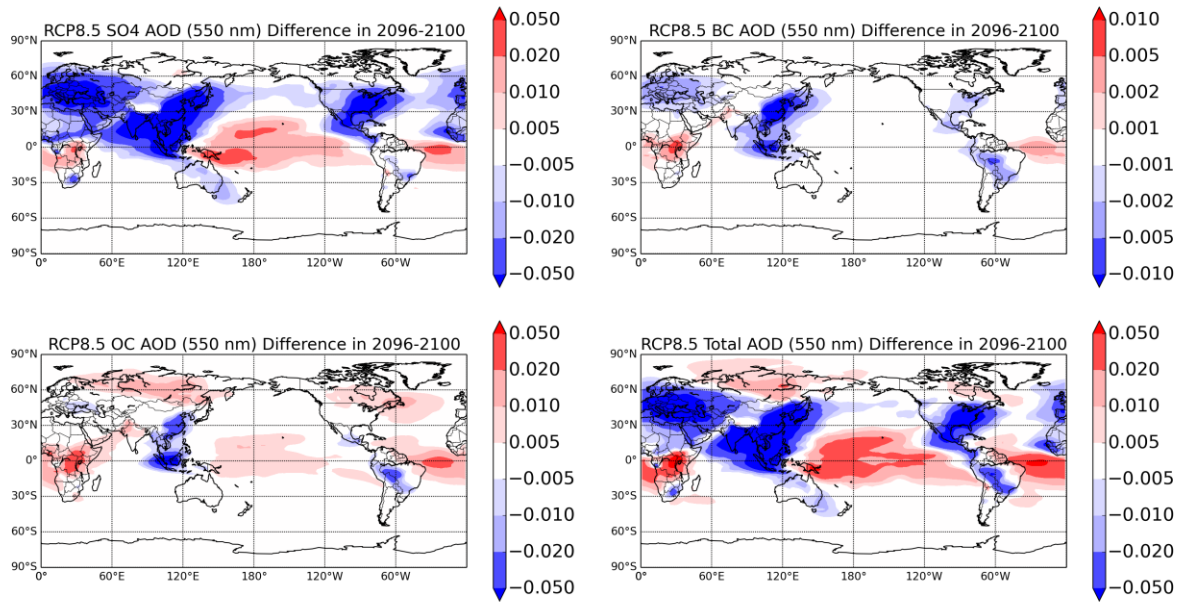 RCP8.5 SO4 AOD (550 nm) Difference in 2096-2100
90°N
60°N
30°N
0°
30°S
60°S
90°S
0°
60°E
120°E
180°
120°W
60°W
0.050
0.020
0.010
0.005
−0.005
−0.010
−0.020
−0.050
RCP8.5 BC AOD (550 nm) Difference in 2096-2100
90°N
60°N
30°N
0°
30°S
60°S
90°S
0°
60°E
120°E
180°
120°W
60°W
0.010
0.005
0.002
0.001
−0.001
−0.002
−0.005
−0.010
RCP8.5 OC AOD (550 nm) Difference in 2096-2100
90°N
60°N
30°N
0°
30°S
60°S
90°S
0°
60°E
120°E
180°
120°W
60°W
0.050
0.020
0.010
0.005
−0.005
−0.010
−0.020
−0.050
RCP8.5 Total AOD (550 nm) Difference in 2096-2100
90°N
60°N
30°N
0°
30°S
60°S
90°S
0°
60°E
120°E
180°
120°W
60°W
0.050
0.020
0.010
0.005
−0.005
−0.010
−0.020
−0.050